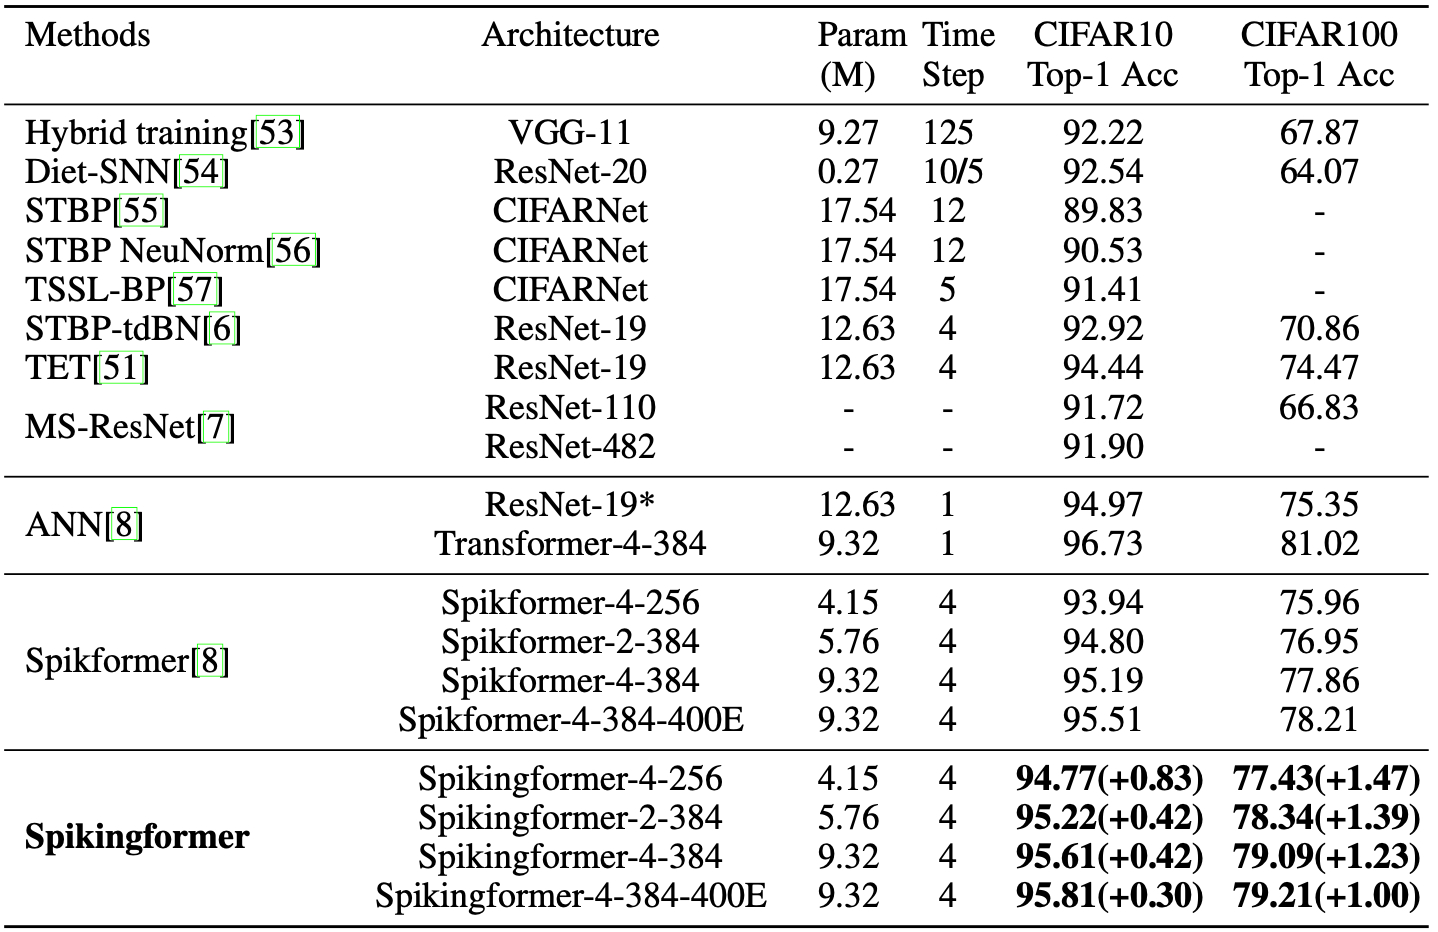 Methods Architecture Param Time CIFAR10 CIFAR100
(M) Step Top-1 Acc Top-1 Acc
Hybrid training[53] VGG-11 9.27 125 92.22 67.87
Diet-SNN[54] ResNet-20 0.27 10/5 92.54 64.07
STBP[55] CIFARNet 17.54 12 89.83 -
STBP NeuNorm[56] CIFARNet 17.54 12 90.53 -
TSSL-BP[57] CIFARNet 17.54 5 91.41 -
STBP-tdBN[6] ResNet-19 12.63 4 92.92 70.86
TET[51] ResNet-19 12.63 4 94.44 74.47
MS-ResNet[7] ResNet-110 - - 91.72 66.83
ResNet-482 - - 91.90 -
ANN[8] ResNet-19* 12.63 1 94.97 75.35
Transformer-4-384 9.32 1 96.73 81.02
Spikformer[8] Spikformer-4-256 4.15 4 93.94 75.96
Spikformer-2-384 5.76 4 94.80 76.95
Spikformer-4-384 9.32 4 95.19 77.86
Spikformer-4-384-400E 9.32 4 95.51 78.21
Spikingformer Spikingformer-4-256 4.15 4 94.77(+0.83) 77.43(+1.47)
Spikingformer-2-384 5.76 4 95.22(+0.42) 78.34(+1.39)
Spikingformer-4-384 9.32 4 95.61(+0.42) 79.09(+1.23)
Spikingformer-4-384-400E 9.32 4 95.81(+0.30) 79.21(+1.00)